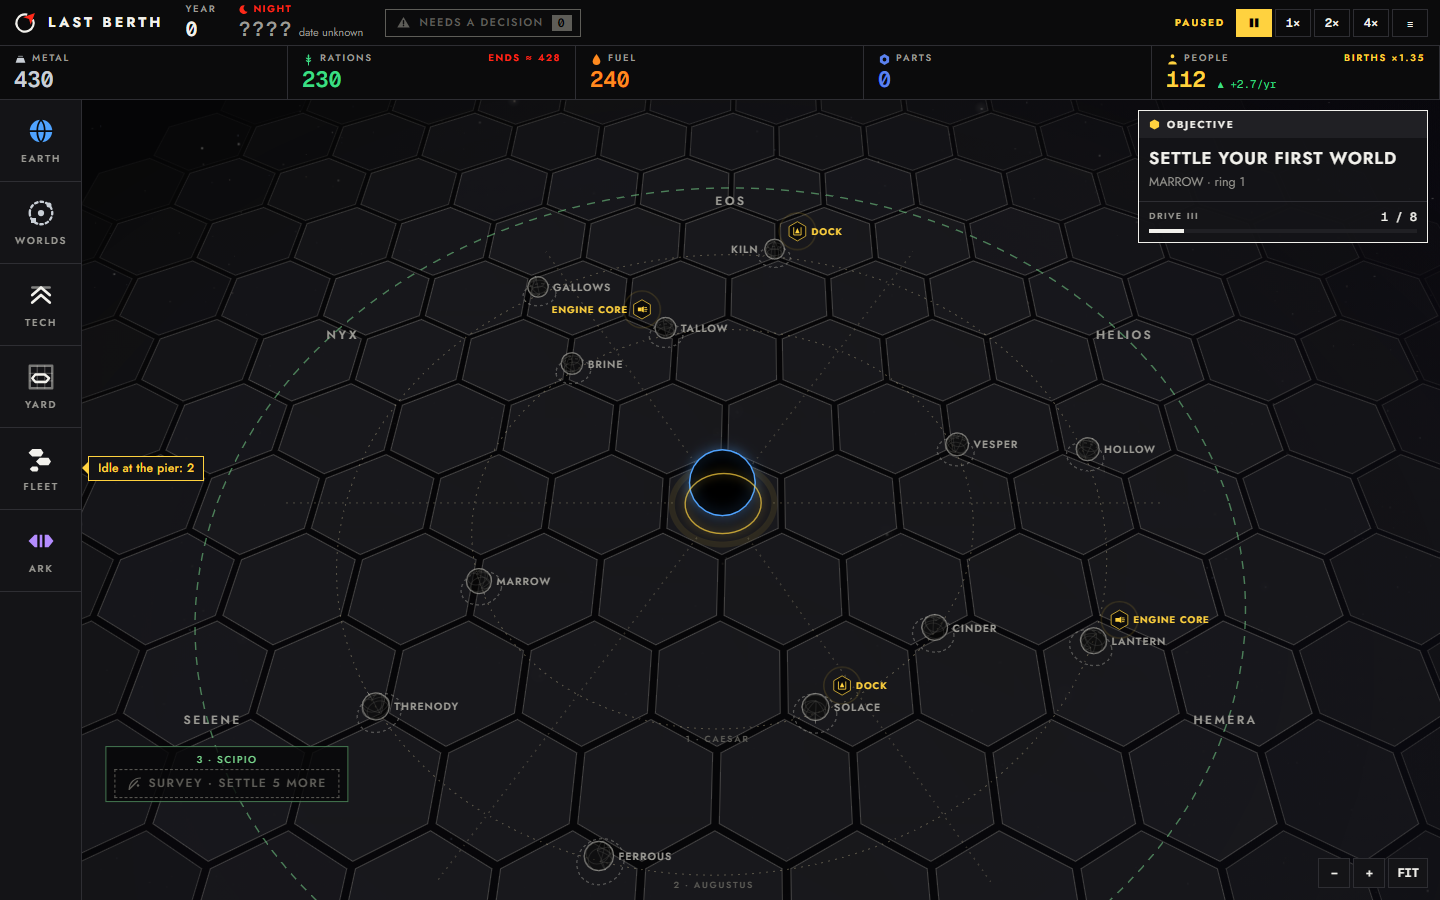 LAST BERTH
YEAR
0
NIGHT
???? date unknown
NEEDS A DECISION 0
PAUSED
1×
2×
4×
≡
METAL
430
RATIONS
ENDS ≈ 428
230
FUEL
240
PARTS
0
PEOPLE
BIRTHS ×1.35
112 ▲ +2.7/yr
EARTH
WORLDS
TECH
YARD
FLEET
ARK
Idle at the pier: 2
OBJECTIVE
SETTLE YOUR FIRST WORLD
MARROW · ring 1
DRIVE III
1 / 8
EOS
DOCK
KILN
GALLOWS
ENGINE CORE
TALLOW
NYX
HELIOS
BRINE
VESPER
HOLLOW
MARROW
ENGINE CORE
CINDER
LANTERN
DOCK
THRENODY
SOLACE
SELENE
HEMERA
1 · CAESAR
3 · SCIPIO
SURVEY · SETTLE 5 MORE
FERROUS
2 · AUGUSTUS
−
+
FIT